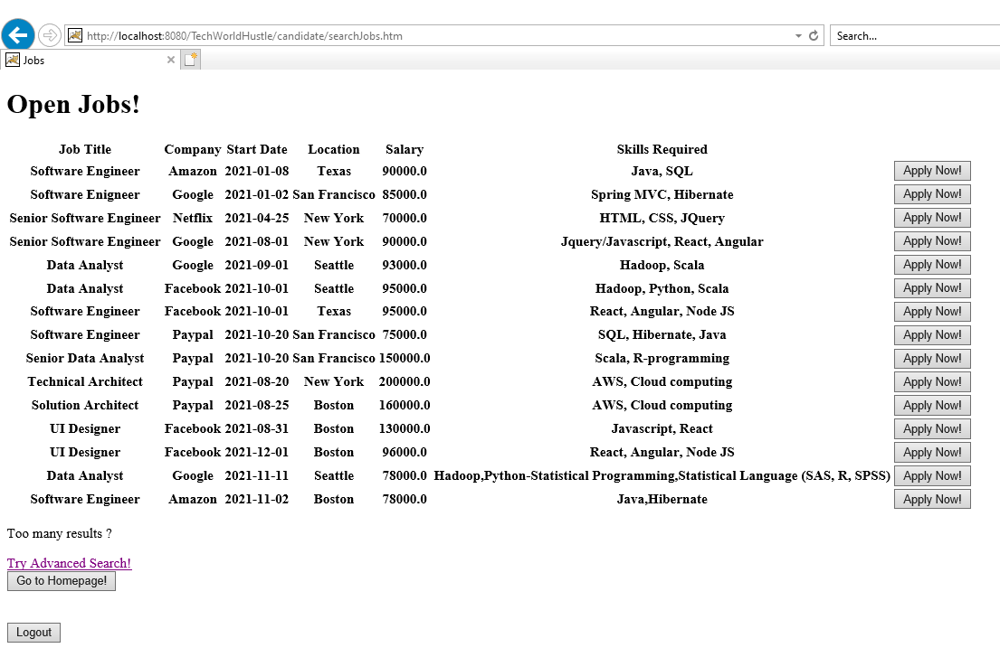 http://localhost:8080/TechWorldHustle/candidate/searchJobs.htm Search...
Jobs
Open Jobs!
Job Title Company Start Date Location Salary Skills Required
Software Engineer Amazon 2021-01-08 Texas 90000.0 Java, SQL Apply Now!
Software Enigneer Google 2021-01-02 San Francisco 85000.0 Spring MVC, Hibernate Apply Now!
Senior Software Engineer Netflix 2021-04-25 New York 70000.0 HTML, CSS, JQuery Apply Now!
Senior Software Engineer Google 2021-08-01 New York 90000.0 Jquery/Javascript, React, Angular Apply Now!
Data Analyst Google 2021-09-01 Seattle 93000.0 Hadoop, Scala Apply Now!
Data Analyst Facebook 2021-10-01 Seattle 95000.0 Hadoop, Python, Scala Apply Now!
Software Engineer Facebook 2021-10-01 Texas 95000.0 React, Angular, Node JS Apply Now!
Software Engineer Paypal 2021-10-20 San Francisco 75000.0 SQL, Hibernate, Java Apply Now!
Senior Data Analyst Paypal 2021-10-20 San Francisco 150000.0 Scala, R-programming Apply Now!
Technical Architect Paypal 2021-08-20 New York 200000.0 AWS, Cloud computing Apply Now!
Solution Architect Paypal 2021-08-25 Boston 160000.0 AWS, Cloud computing Apply Now!
UI Designer Facebook 2021-08-31 Boston 130000.0 Javascript, React Apply Now!
UI Designer Facebook 2021-12-01 Boston 96000.0 React, Angular, Node JS Apply Now!
Data Analyst Google 2021-11-11 Seattle 78000.0 Hadoop,Python-Statistical Programming,Statistical Language (SAS, R, SPSS) Apply Now!
Software Engineer Amazon 2021-11-02 Boston 78000.0 Java,Hibernate Apply Now!
Too many results ?
Try Advanced Search!
Go to Homepage!
Logout